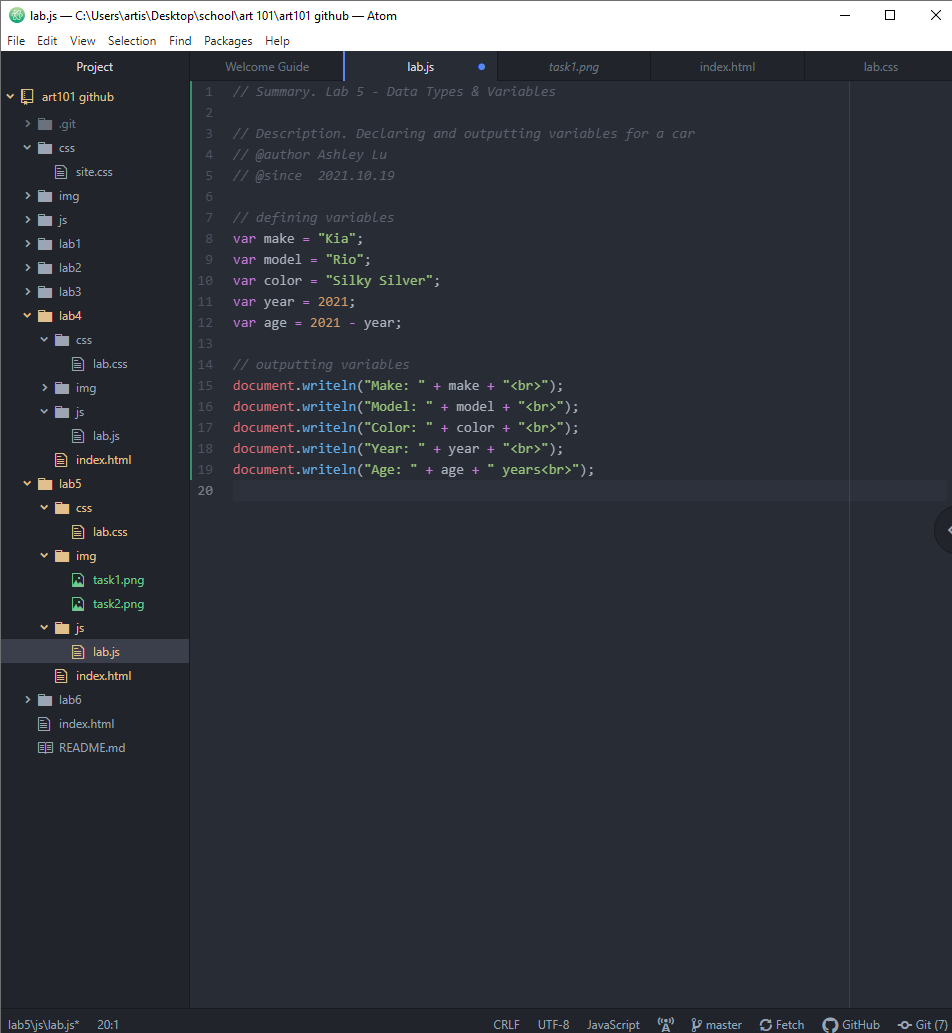 lab.js — C:\Users\artis\Desktop\school\art 101\art101 github — Atom
File Edit View Selection Find Packages Help
Project
art101 github
.git
css
site.css
img
js
lab1
lab2
lab3
lab4
css
lab.css
img
js
lab.js
index.html
lab5
css
lab.css
img
task1.png
task2.png
js
lab.js
index.html
lab6
index.html
README.md
Welcome Guide lab.js task1.png index.html lab.css
1 // Summary. Lab 5 - Data Types & Variables
2
3 // Description. Declaring and outputting variables for a car
4 // @author Ashley Lu
5 // @since  2021.10.19
6
7 // defining variables
8 var make = "Kia";
9 var model = "Rio";
10 var color = "Silky Silver";
11 var year = 2021;
12 var age = 2021 - year;
13
14 // outputting variables
15 document.writeln("Make: " + make + "<br>");
16 document.writeln("Model: " + model + "<br>");
17 document.writeln("Color: " + color + "<br>");
18 document.writeln("Year: " + year + "<br>");
19 document.writeln("Age: " + age + " years<br>");
20
lab5\js\lab.js* 20:1 CRLF UTF-8 JavaScript master Fetch GitHub Git (7)